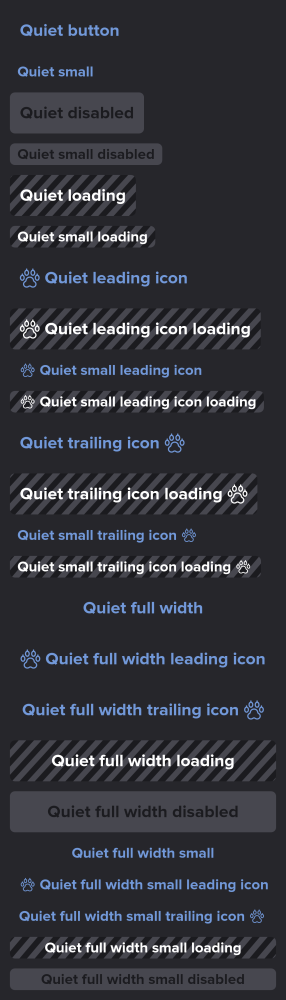 Quiet button
Quiet small
Quiet disabled
Quiet small disabled
Quiet loading
Quiet small loading
Quiet leading icon
Quiet leading icon loading
Quiet small leading icon
Quiet small leading icon loading
Quiet trailing icon
Quiet trailing icon loading
Quiet small trailing icon
Quiet small trailing icon loading
Quiet full width
Quiet full width leading icon
Quiet full width trailing icon
Quiet full width loading
Quiet full width disabled
Quiet full width small
Quiet full width small leading icon
Quiet full width small trailing icon
Quiet full width small loading
Quiet full width small disabled